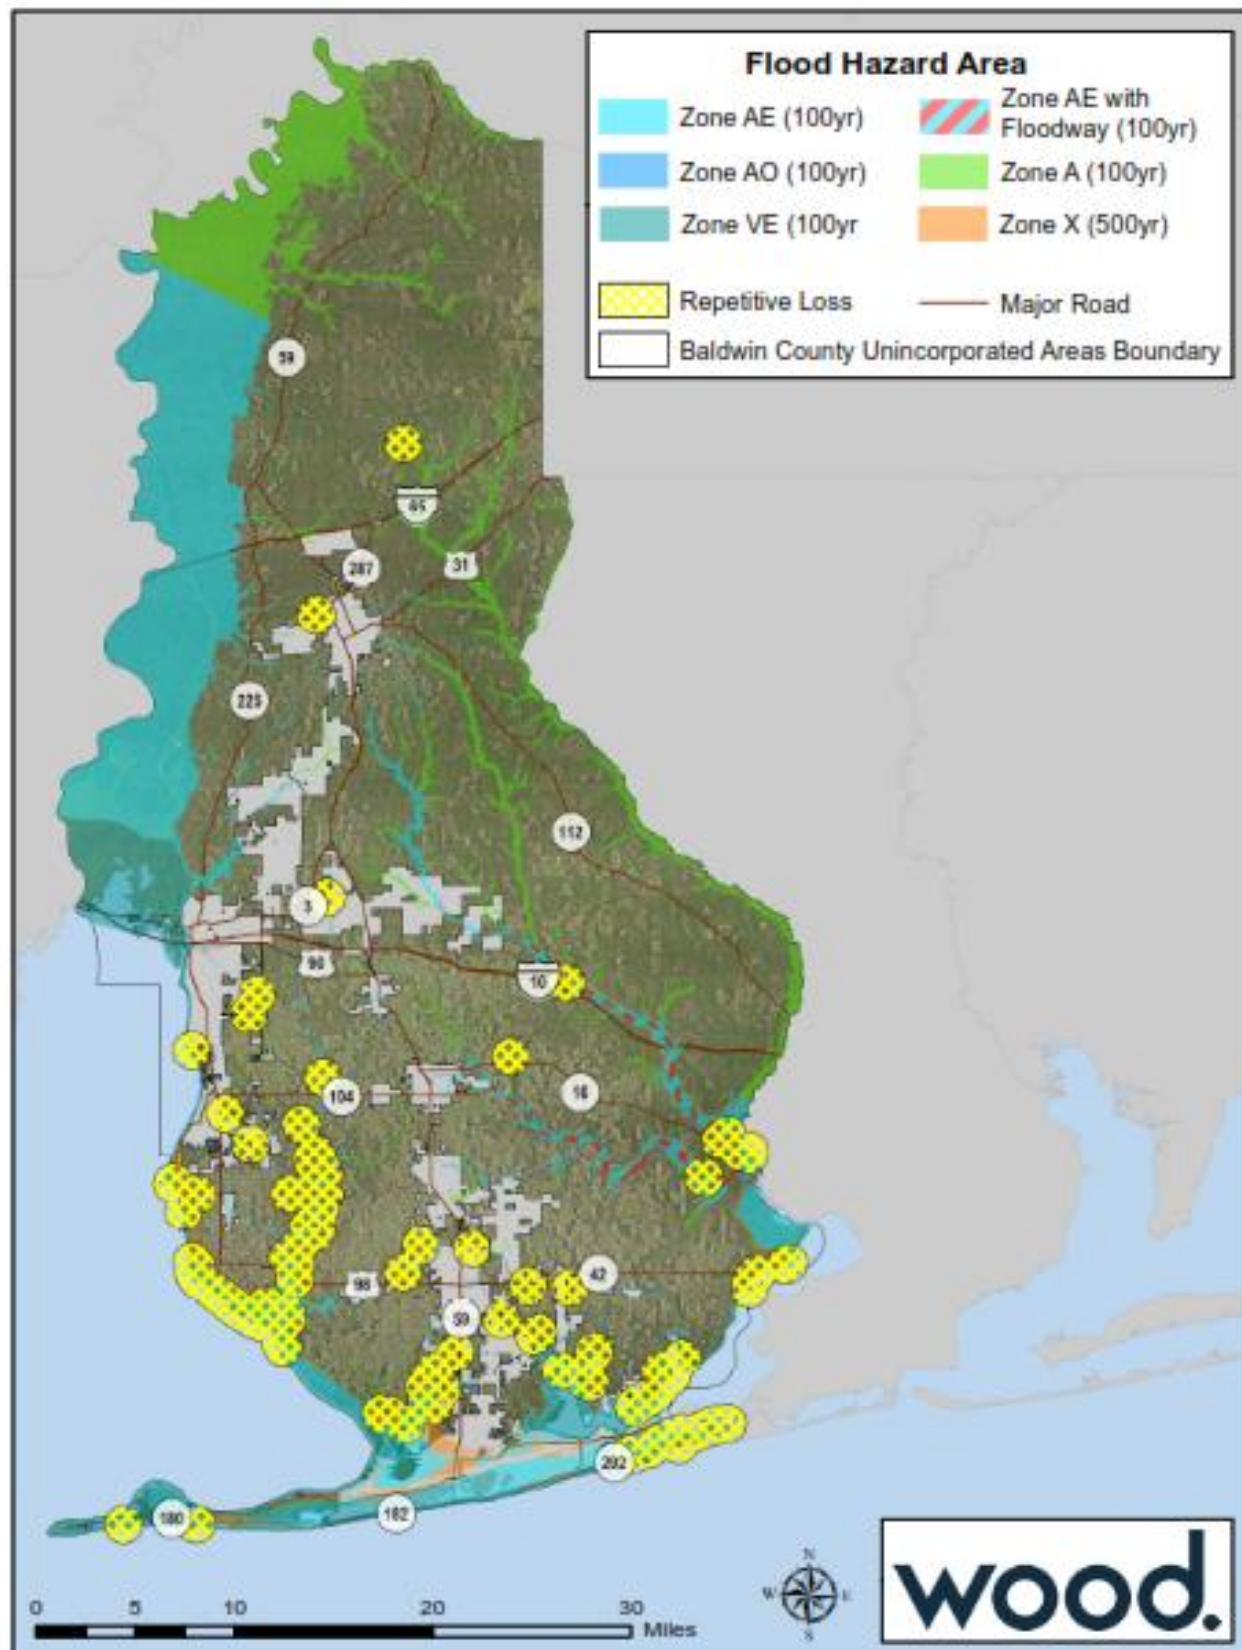 Flood Hazard Area
Zone AE (100yr)
Zone AE with
Floodway (100yr)
Zone AO (100yr)
Zone A (100yr)
Zone VE (100yr
Zone X (500yr)
Repetitive Loss
Major Road
Baldwin County Unincorporated Areas Boundary
59
65
31
287
225
112
3
90
10
104
16
98
42
59
292
180
182
N
W
E
S
0 5 10 20 30
Miles
wood.